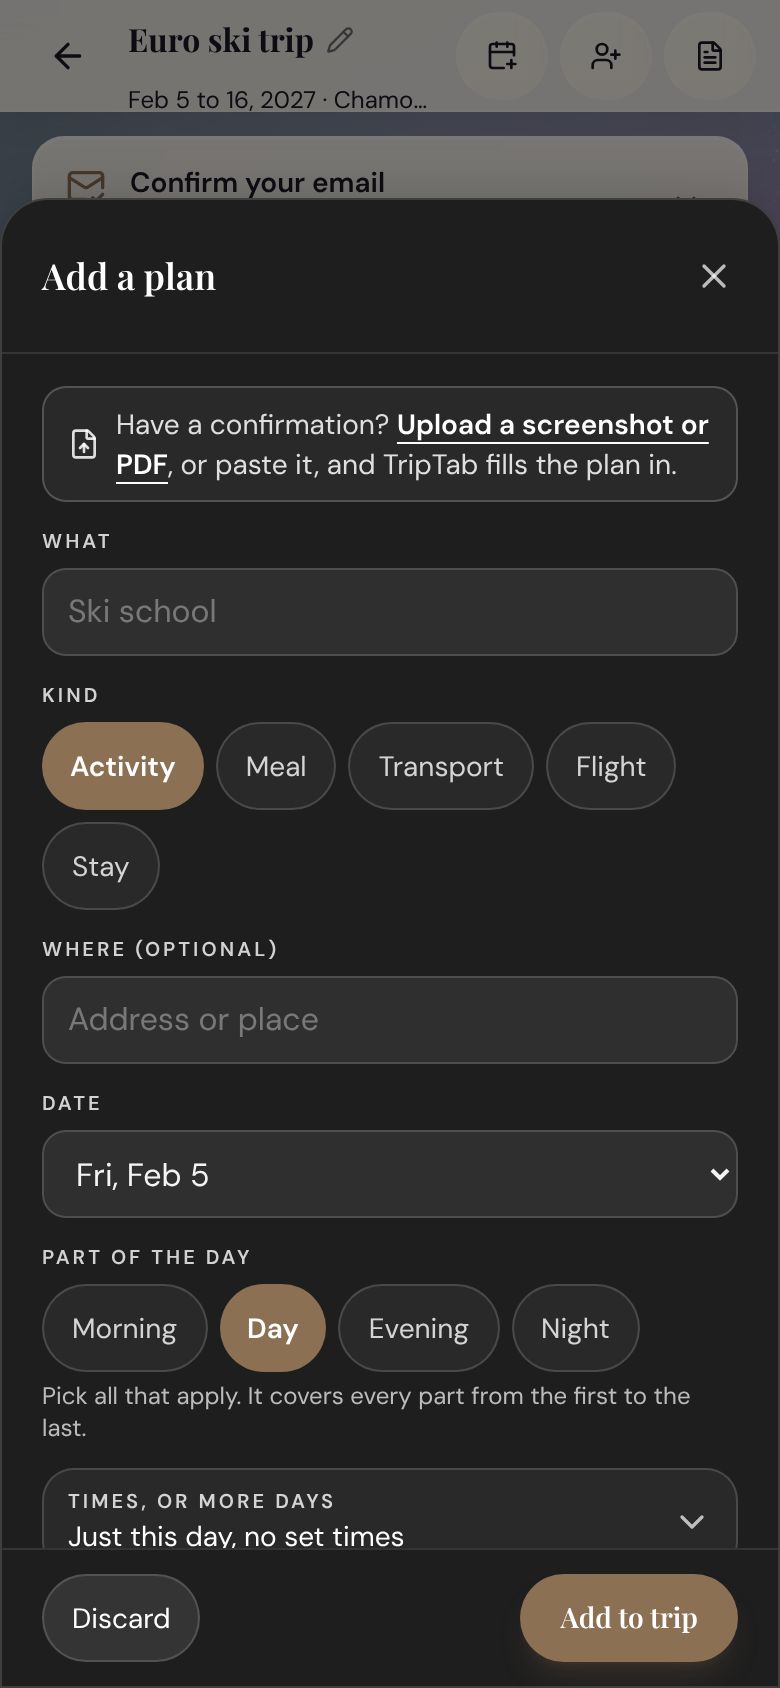 Euro ski trip
Feb 5 to 16, 2027 · Chamo...
Confirm your email
Add a plan
Have a confirmation? Upload a screenshot or
PDF, or paste it, and TripTab fills the plan in.
WHAT
Ski school
KIND
Activity
Meal
Transport
Flight
Stay
WHERE (OPTIONAL)
Address or place
DATE
Fri, Feb 5
PART OF THE DAY
Morning
Day
Evening
Night
Pick all that apply. It covers every part from the first to the
last.
TIMES, OR MORE DAYS
Just this day, no set times
Discard
Add to trip